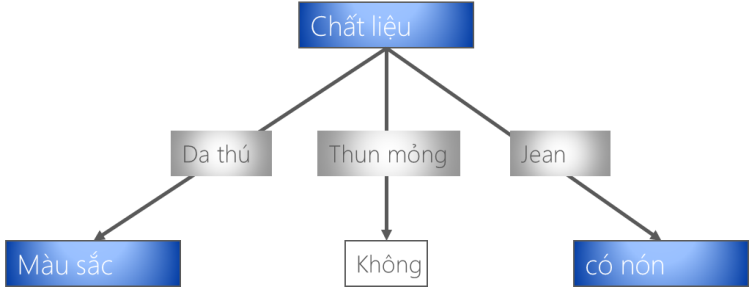 Chất liệu
Da thú
Thun mỏng
Jean
Màu sắc
Không
có nón